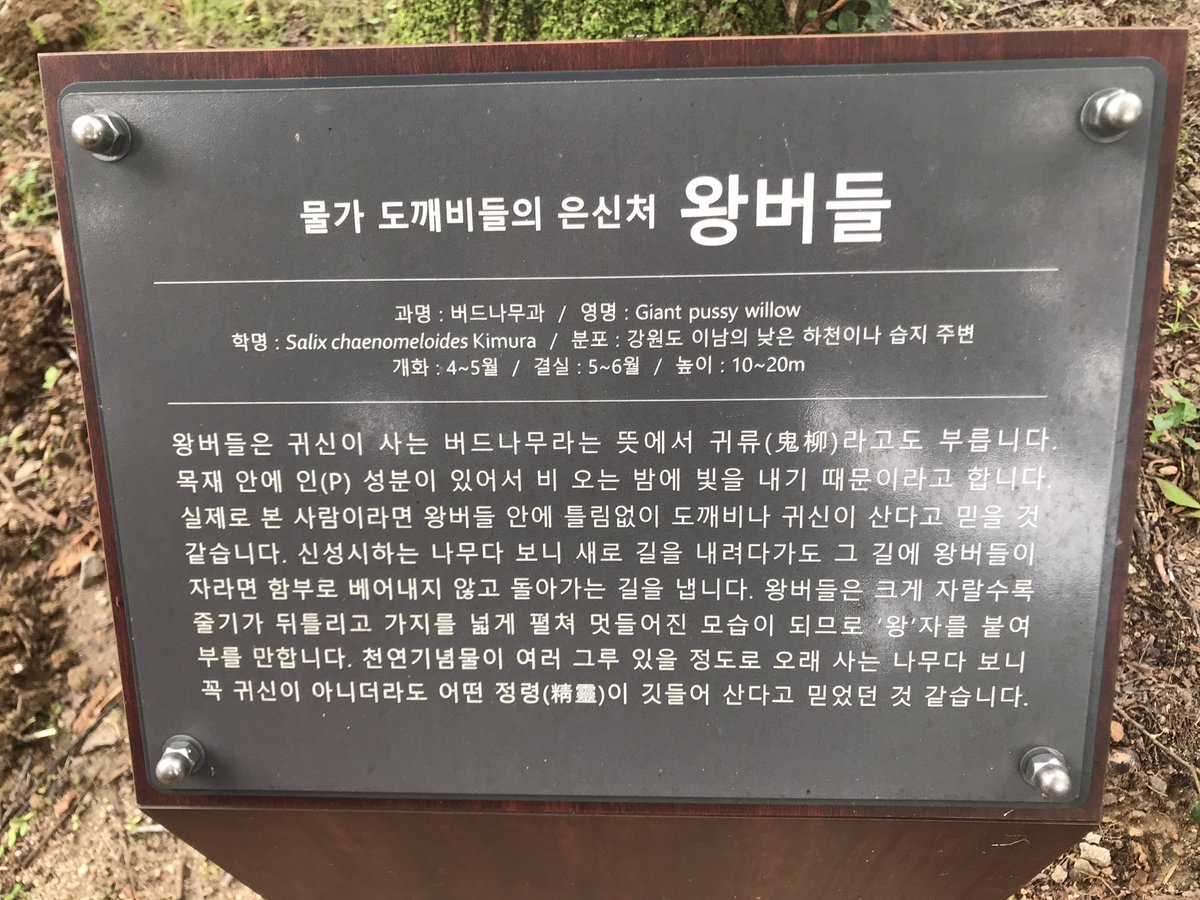 물가 도깨비들의 은신처 왕버들
과명 : 버드나무과 / 영명 : Giant pussy willow
학명 : Salix chaenomeloides Kimura / 분포 : 강원도 이남의 낮은 하천이나 습지 주변
개화 : 4~5월 / 결실 : 5~6월 / 높이 : 10~20m
왕버들은 귀신이 사는 버드나무라는 뜻에서 귀류(鬼柳)라고도 부릅니다.
목재 안에 인(P) 성분이 있어서 비 오는 밤에 빛을 내기 때문이라고 합니다.
실제로 본 사람이라면 왕버들 안에 틀림없이 도깨비나 귀신이 산다고 믿을 것
같습니다. 신성시하는 나무다 보니 새로 길을 내려다가도 그 길에 왕버들이
자라면 함부로 베어내지 않고 돌아가는 길을 냅니다. 왕버들은 크게 자랄수록
줄기가 뒤틀리고 가지를 넓게 펼쳐 멋들어진 모습이 되므로 '왕'자를 붙여
부를 만합니다. 천연기념물이 여러 그루 있을 정도로 오래 사는 나무다 보니
꼭 귀신이 아니더라도 어떤 정령(精靈)이 깃들어 산다고 믿었던 것 같습니다.